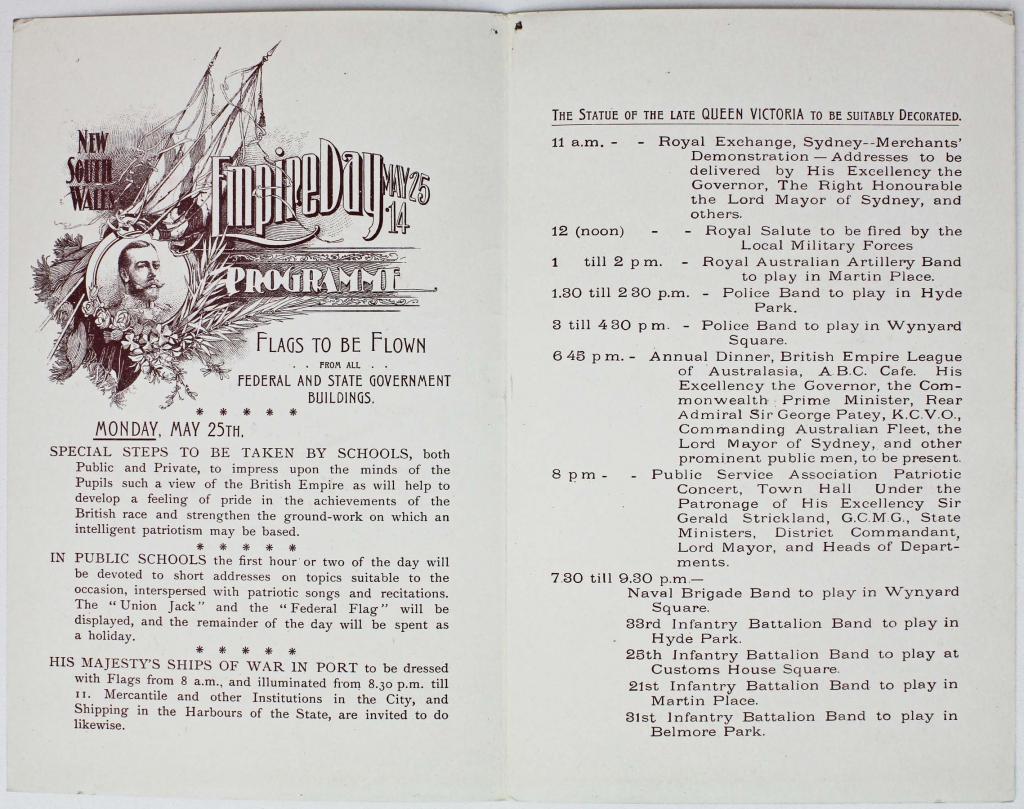 NEW
SOUTH
WALES
Empire Day MAY 25
14
PROGRAMME
FLAGS TO BE FLOWN
. . FROM ALL . .
FEDERAL AND STATE GOVERNMENT
BUILDINGS.
* * * * *
MONDAY, MAY 25TH.
SPECIAL STEPS TO BE TAKEN BY SCHOOLS, both
Public and Private, to impress upon the minds of the
Pupils such a view of the British Empire as will help to
develop a feeling of pride in the achievements of the
British race and strengthen the ground-work on which an
intelligent patriotism may be based.
* * * * *
IN PUBLIC SCHOOLS the first hour or two of the day will
be devoted to short addresses on topics suitable to the
occasion, interspersed with patriotic songs and recitations.
The "Union Jack" and the "Federal Flag" will be
displayed, and the remainder of the day will be spent as
a holiday.
* * * * *
HIS MAJESTY'S SHIPS OF WAR IN PORT to be dressed
with Flags from 8 a.m., and illuminated from 8.30 p.m. till
11. Mercantile and other Institutions in the City, and
Shipping in the Harbours of the State, are invited to do
likewise.
THE STATUE OF THE LATE QUEEN VICTORIA TO BE SUITABLY DECORATED.
11 a.m. - - Royal Exchange, Sydney--Merchants'
Demonstration — Addresses to be
delivered by His Excellency the
Governor, The Right Honourable
the Lord Mayor of Sydney, and
others.
12 (noon) - - Royal Salute to be fired by the
Local Military Forces
1 till 2 p m. - Royal Australian Artillery Band
to play in Martin Place.
1.30 till 2 30 p.m. - Police Band to play in Hyde
Park.
3 till 4 30 p m. - Police Band to play in Wynyard
Square.
6 45 p m. - Annual Dinner, British Empire League
of Australasia, A.B.C. Cafe. His
Excellency the Governor, the Com-
monwealth Prime Minister, Rear
Admiral Sir George Patey, K.C.V.O.,
Commanding Australian Fleet, the
Lord Mayor of Sydney, and other
prominent public men, to be present.
8 p m - - Public Service Association Patriotic
Concert, Town Hall Under the
Patronage of His Excellency Sir
Gerald Strickland, G.C.M.G., State
Ministers, District Commandant,
Lord Mayor, and Heads of Depart-
ments.
7.30 till 9.30 p.m.—
Naval Brigade Band to play in Wynyard
Square.
33rd Infantry Battalion Band to play in
Hyde Park.
25th Infantry Battalion Band to play at
Customs House Square.
21st Infantry Battalion Band to play in
Martin Place.
31st Infantry Battalion Band to play in
Belmore Park.